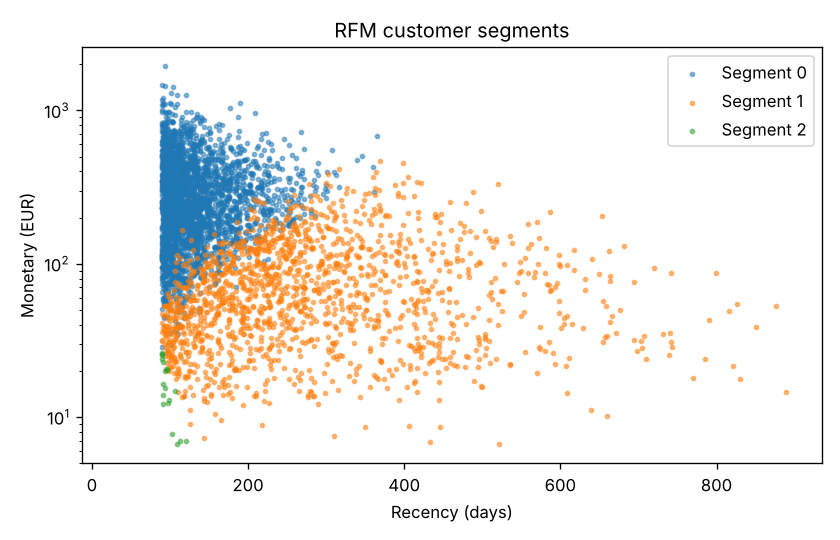 RFM customer segments
Segment 0
Segment 1
Segment 2
Monetary (EUR)
10³
10²
10¹
0 200 400 600 800
Recency (days)